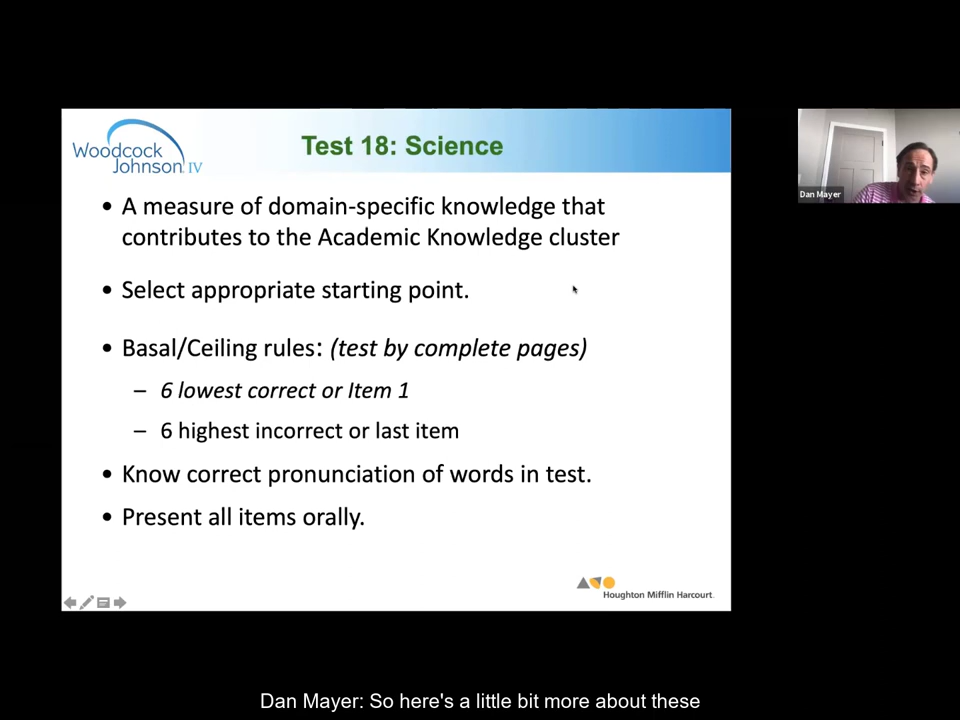 Woodcock
Johnson IV
Test 18: Science
• A measure of domain-specific knowledge that
contributes to the Academic Knowledge cluster
• Select appropriate starting point.
• Basal/Ceiling rules: (test by complete pages)
– 6 lowest correct or Item 1
– 6 highest incorrect or last item
• Know correct pronunciation of words in test.
• Present all items orally.
Houghton Mifflin Harcourt.
Dan Mayer
Dan Mayer: So here's a little bit more about these